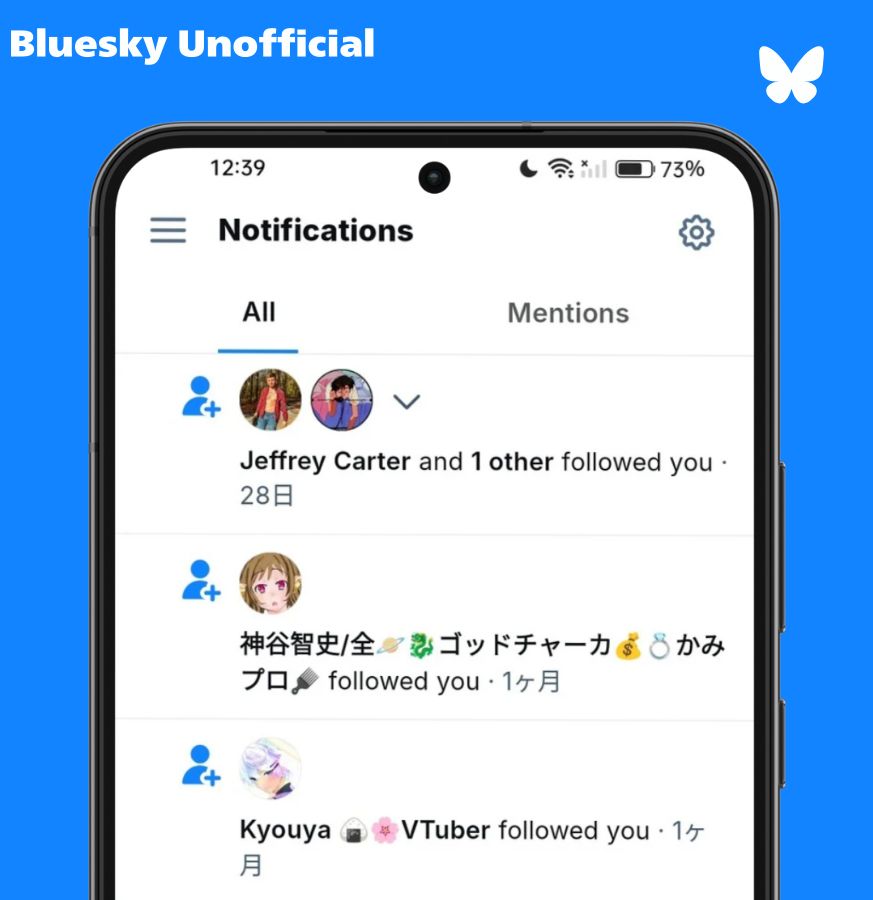 Bluesky Unofficial
12:39
73%
Notifications
All
Mentions
Jeffrey Carter and 1 other followed you ·
28日
神谷智史/全🪐🐉ゴッドチャーカ💰💍かみ
プロ🪮 followed you · 1ヶ月
Kyouya 🍙🌸VTuber followed you · 1ヶ
月